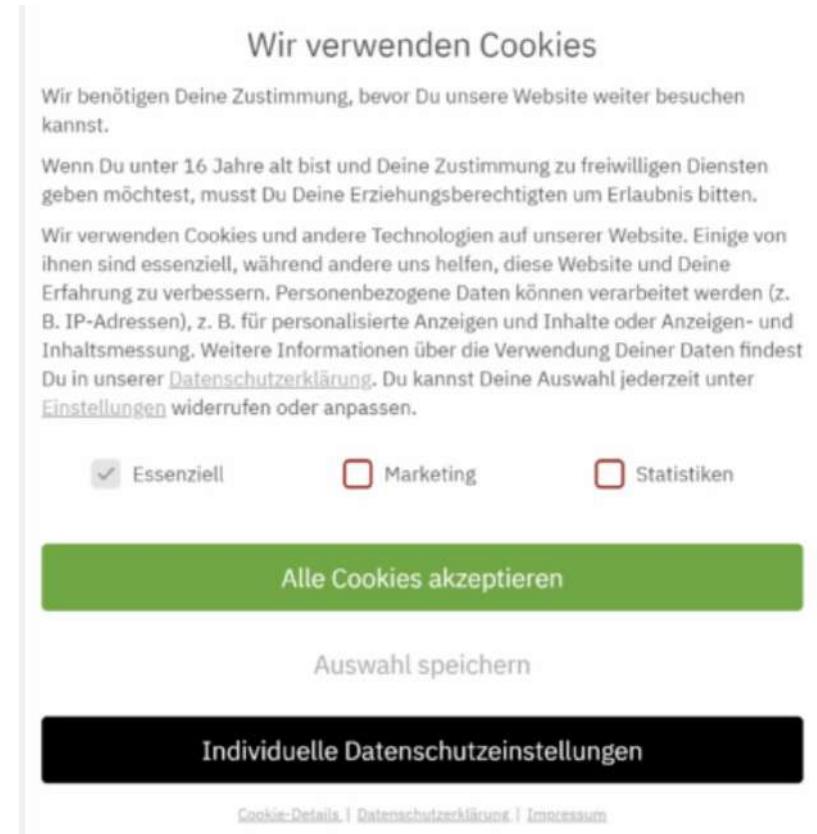 Wir verwenden Cookies
Wir benötigen Deine Zustimmung, bevor Du unsere Website weiter besuchen
kannst.
Wenn Du unter 16 Jahre alt bist und Deine Zustimmung zu freiwilligen Diensten
geben möchtest, musst Du Deine Erziehungsberechtigten um Erlaubnis bitten.
Wir verwenden Cookies und andere Technologien auf unserer Website. Einige von
ihnen sind essenziell, während andere uns helfen, diese Website und Deine
Erfahrung zu verbessern. Personenbezogene Daten können verarbeitet werden (z.
B. IP-Adressen), z. B. für personalisierte Anzeigen und Inhalte oder Anzeigen- und
Inhaltsmessung. Weitere Informationen über die Verwendung Deiner Daten findest
Du in unserer Datenschutzerklärung. Du kannst Deine Auswahl jederzeit unter
Einstellungen widerrufen oder anpassen.
Essenziell Marketing Statistiken
Alle Cookies akzeptieren
Auswahl speichern
Individuelle Datenschutzeinstellungen
Cookie-Details | Datenschutzerklärung | Impressum